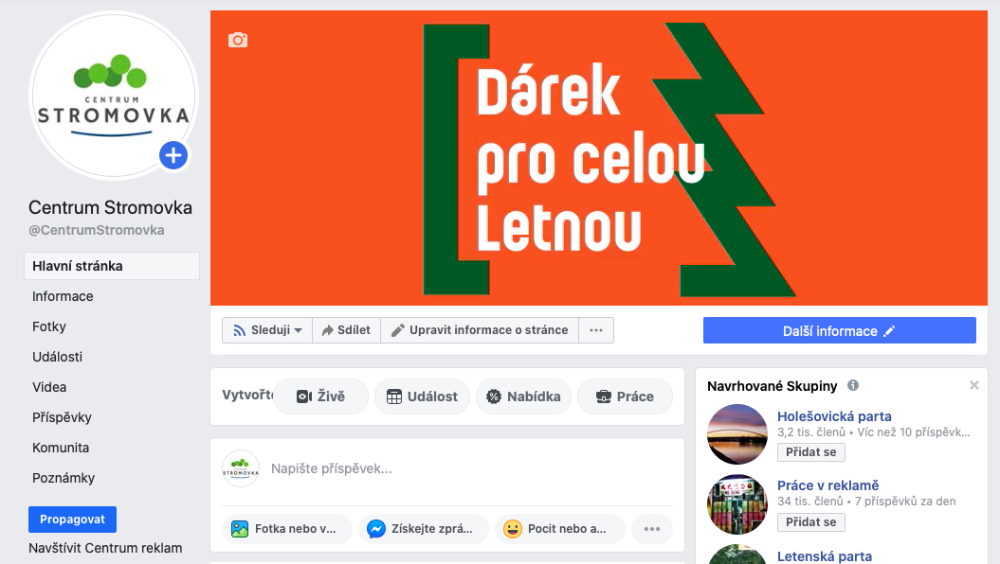 CENTRUM
STROMOVKA
Dárek
pro celou
Letnou
Centrum Stromovka
@CentrumStromovka
Hlavní stránka
Informace
Fotky
Události
Videa
Příspěvky
Komunita
Poznámky
Propagovat
Navštívit Centrum reklam
Sleduji
Sdílet
Upravit informace o stránce
...
Další informace
Vytvořte
Živě
Událost
Nabídka
Práce
STROMOVKA
Napište příspěvek...
Fotka nebo v...
Získejte zprá...
Pocit nebo a...
...
Navrhované Skupiny
Holešovická parta
3,2 tis. členů • Víc než 10 příspěvk...
Přidat se
Práce v reklamě
34 tis. členů • 7 příspěvků za den
Přidat se
Letenská parta